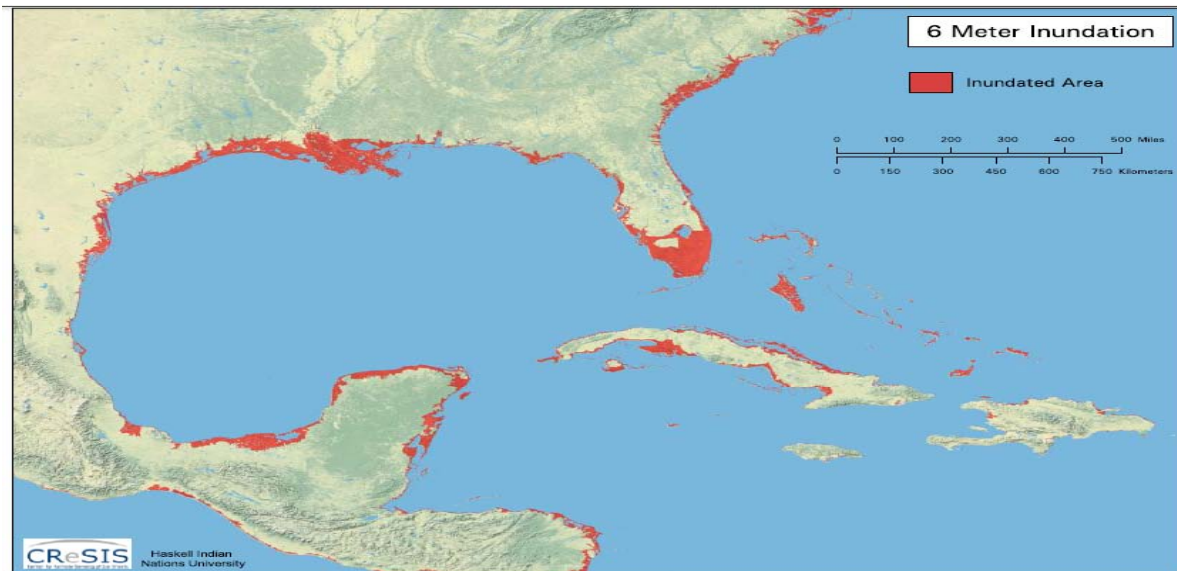 6 Meter Inundation
Inundated Area
0 100 200 300 400 500 Miles
0 150 300 450 600 750 Kilometers
CReSIS
Haskell Indian
Nations University